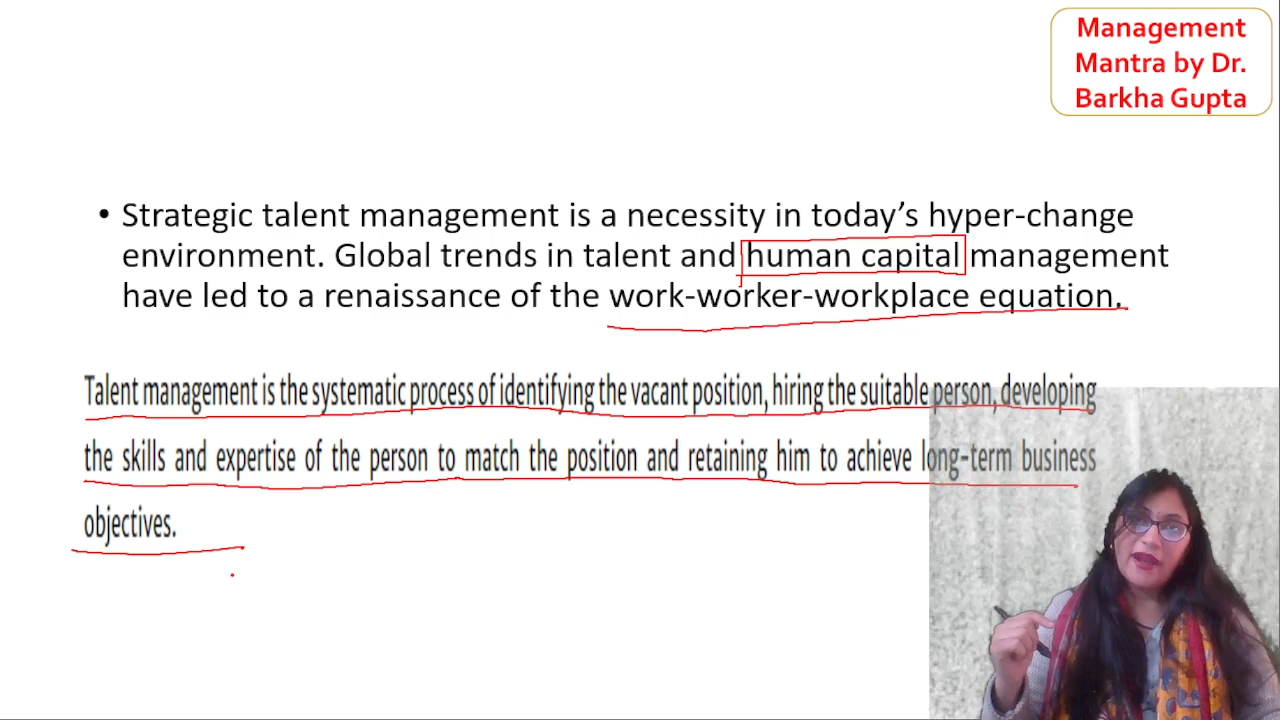 Management
Mantra by Dr.
Barkha Gupta
• Strategic talent management is a necessity in today’s hyper-change
environment. Global trends in talent and human capital management
have led to a renaissance of the work-worker-workplace equation.
Talent management is the systematic process of identifying the vacant position, hiring the suitable person, developing
the skills and expertise of the person to match the position and retaining him to achieve long-term business
objectives.